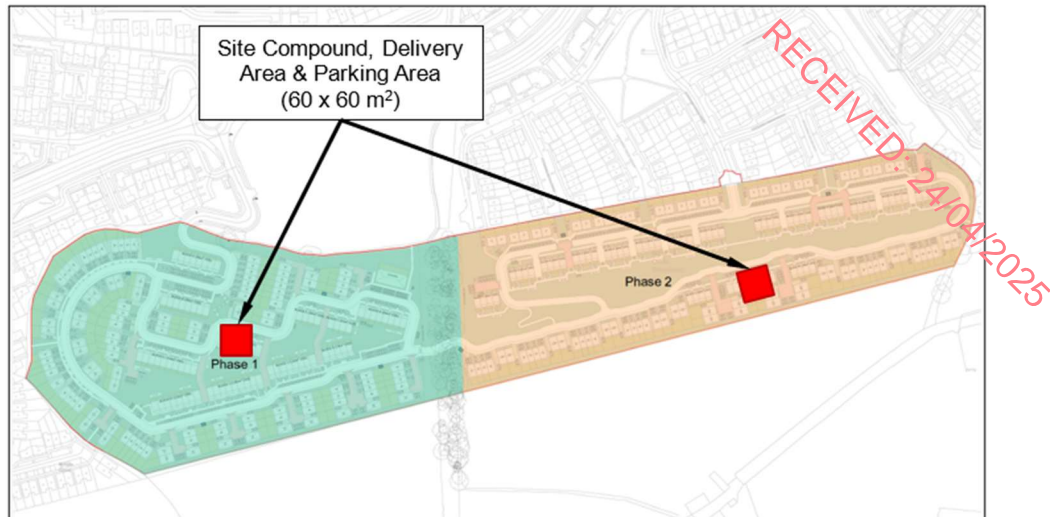 Site Compound, Delivery
Area & Parking Area
(60 x 60 m²)
RECEIVED: 24/04/2025
Phase 2
Phase 1